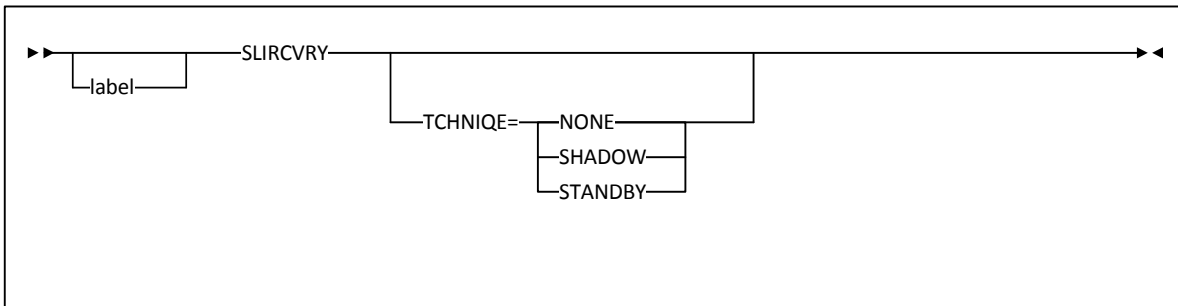 SLIRCVRY
label
TCHNIQE= NONE
SHADOW
STANDBY